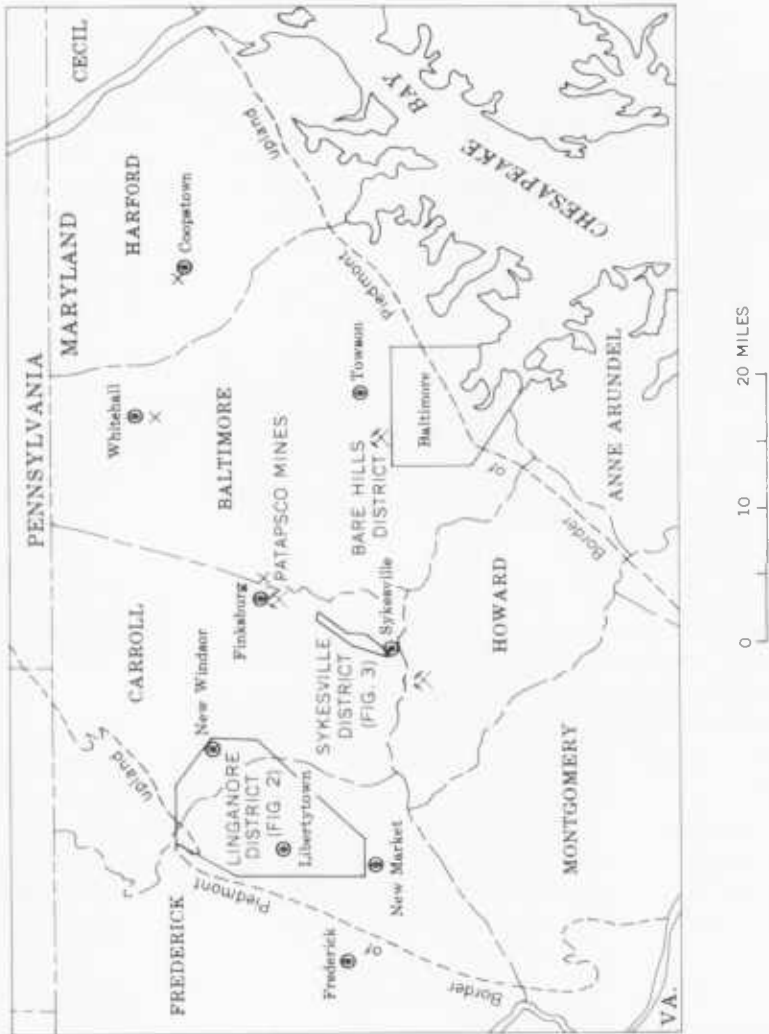 PENNSYLVANIA
MARYLAND
CECIL
HARFORD
Coopstown
Whitehall
CARROLL
BALTIMORE
FREDERICK
New Windsor
upland
LINGANORE
DISTRICT
(FIG. 2)
Libertytown
Finksburg
PATAPSCO MINES
SYKESVILLE
DISTRICT
(FIG. 3)
Sykesville
BARE HILLS
DISTRICT
Towson
Baltimore
upland
Piedmont
of
Border
CHESAPEAKE
BAY
Piedmont
of
Border
Frederick
New Market
HOWARD
MONTGOMERY
ANNE ARUNDEL
VA.
0 10 20 MILES